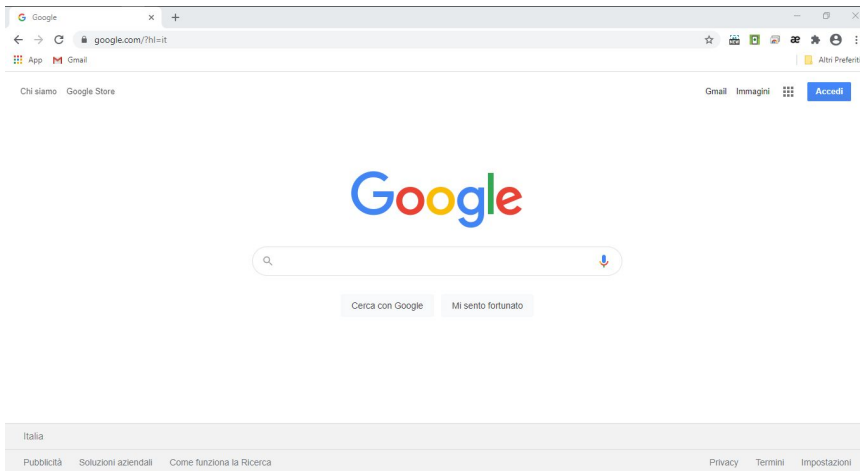 Google
google.com/?hl=it
App Gmail Altri Preferiti
Chi siamo Google Store Gmail Immagini Accedi
Google
Cerca con Google Mi sento fortunato
Italia
Pubblicità Soluzioni aziendali Come funziona la Ricerca Privacy Termini Impostazioni